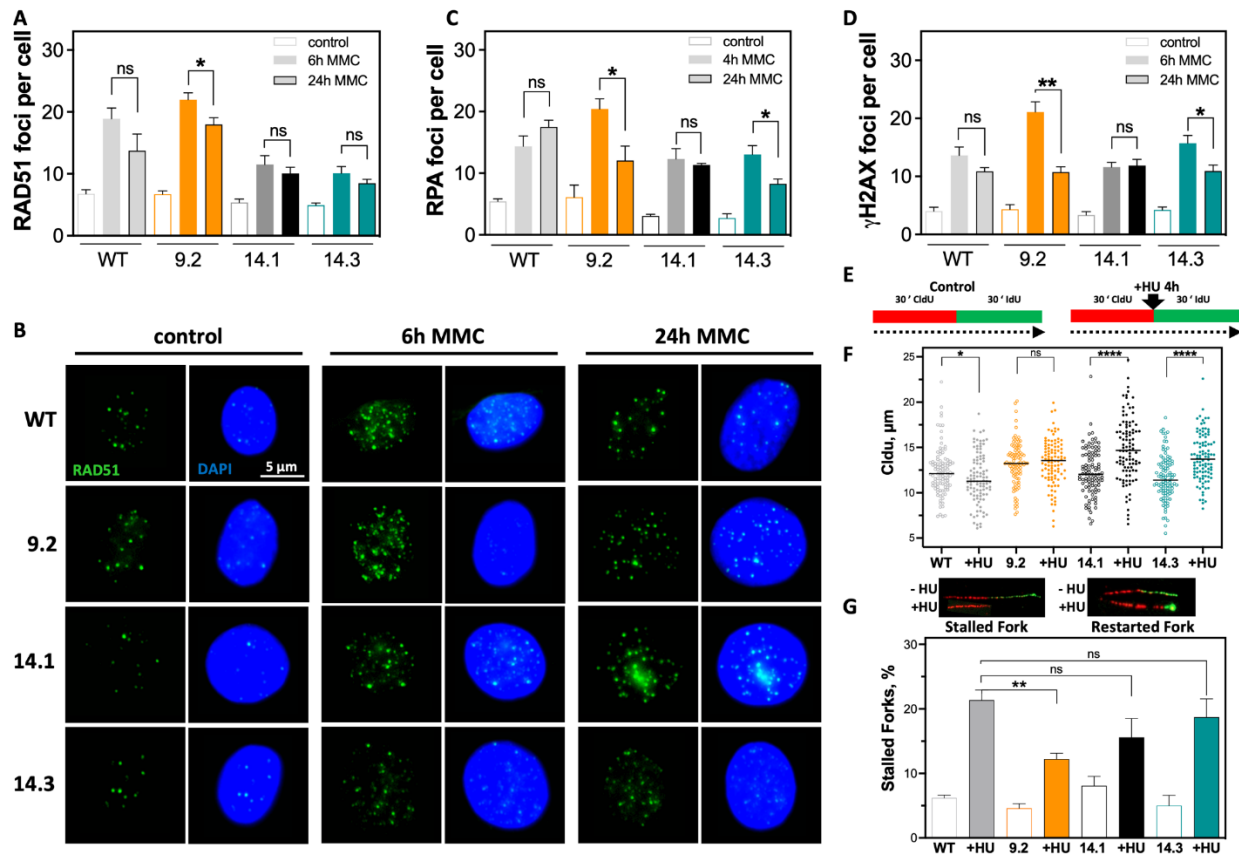 A
RAD51 foci per cell
30
20
10
0
control
6h MMC
24h MMC
ns
*
ns
ns
WT 9.2 14.1 14.3
C
RPA foci per cell
30
20
10
0
control
4h MMC
24h MMC
ns
*
ns
*
WT 9.2 14.1 14.3
D
γH2AX foci per cell
30
20
10
0
control
6h MMC
24h MMC
ns
**
ns
*
WT 9.2 14.1 14.3
B
control 6h MMC 24h MMC
WT
RAD51 DAPI 5 µm
9.2
14.1
14.3
E
Control
30 ′ CldU 30 ′ IdU
+HU 4h
30 ′ CldU 30 ′ IdU
F
Cldu, µm
25
20
15
10
5
* ns **** ****
WT +HU 9.2 +HU 14.1 +HU 14.3 +HU
- HU
+HU
Stalled Fork
- HU
+HU
Restarted Fork
G
Stalled Forks, %
30
20
10
0
ns
ns
**
WT +HU 9.2 +HU 14.1 +HU 14.3 +HU